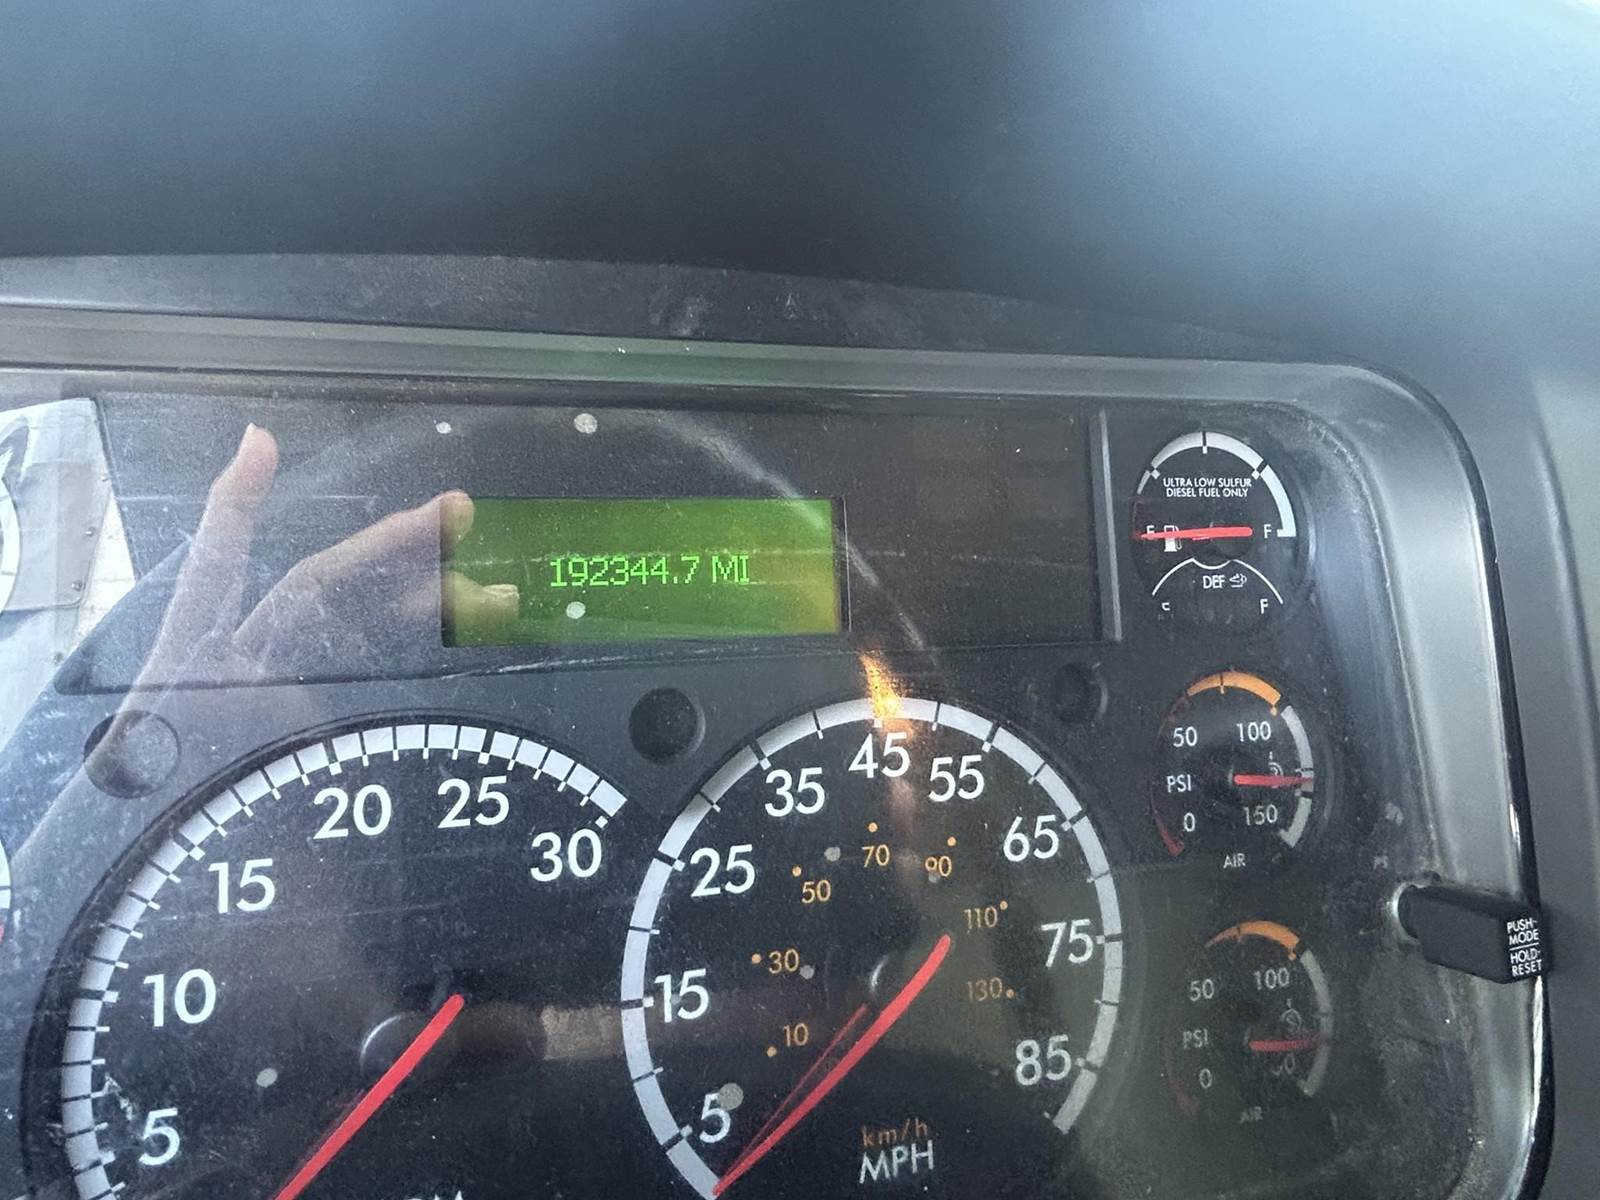 192344.7 MI
ULTRA LOW SULFUR
DIESEL FUEL ONLY
F
DEF
F
50 100
PSI
0 150
AIR
PUSH-
MODE
HOLD-
RESET
50 100
PSI
0
AIR
5 10 15 20 25 30
5 15 25 35 45 55 65 75 85
10 30 50 70 90 110 130
km/h
MPH